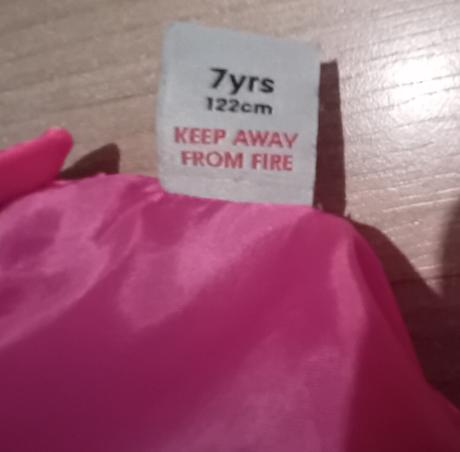 7yrs
122cm
KEEP AWAY
FROM FIRE